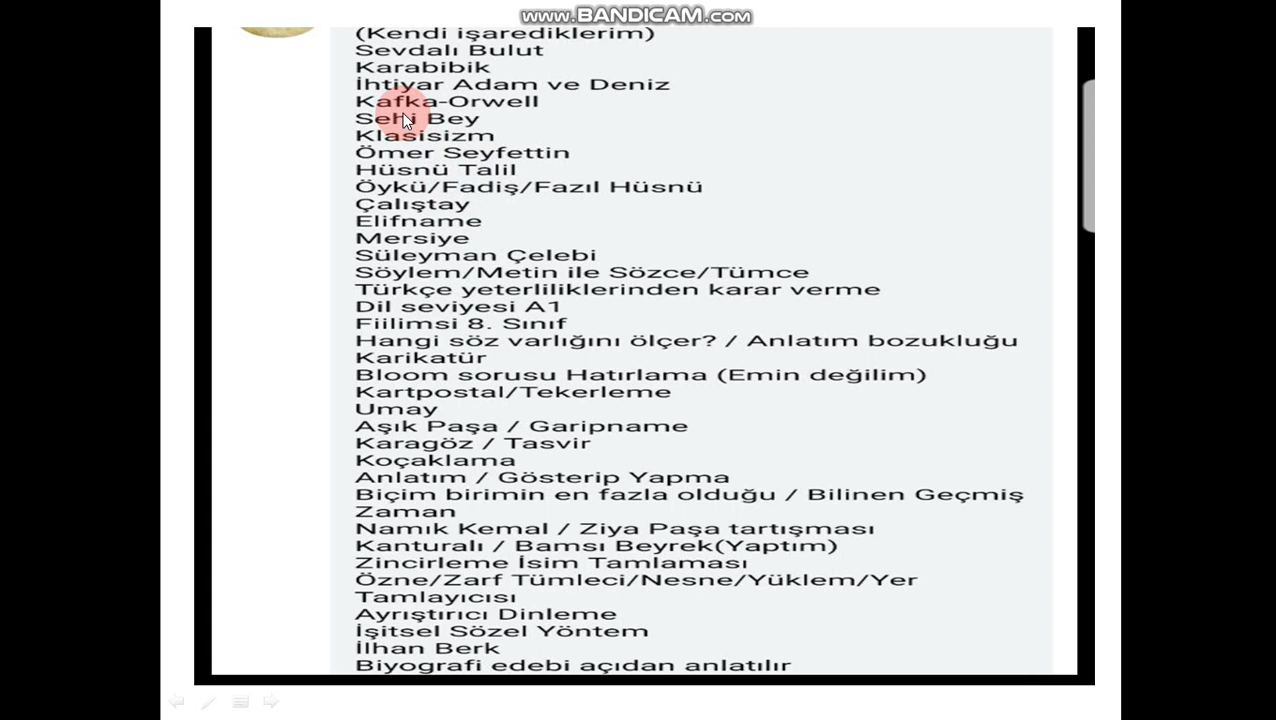 www.BANDICAM.com
(Kendi işarediklerim)
Sevdalı Bulut
Karabibik
İhtiyar Adam ve Deniz
Kafka-Orwell
Sehi Bey
Klasisizm
Ömer Seyfettin
Hüsnü Talil
Öykü/Fadiş/Fazıl Hüsnü
Çalıştay
Elifname
Mersiye
Süleyman Çelebi
Söylem/Metin ile Sözce/Tümce
Türkçe yeterliliklerinden karar verme
Dil seviyesi A1
Fiilimsi 8. Sınıf
Hangi söz varlığını ölçer? / Anlatım bozukluğu
Karikatür
Bloom sorusu Hatırlama (Emin değilim)
Kartpostal/Tekerleme
Umay
Aşık Paşa / Garipname
Karagöz / Tasvir
Koçaklama
Anlatım / Gösterip Yapma
Biçim birimin en fazla olduğu / Bilinen Geçmiş
Zaman
Namık Kemal / Ziya Paşa tartışması
Kanturalı / Bamsı Beyrek(Yaptım)
Zincirleme İsim Tamlaması
Özne/Zarf Tümleci/Nesne/Yüklem/Yer
Tamlayıcısı
Ayrıştırıcı Dinleme
İşitsel Sözel Yöntem
İlhan Berk
Biyografi edebi açıdan anlatılır